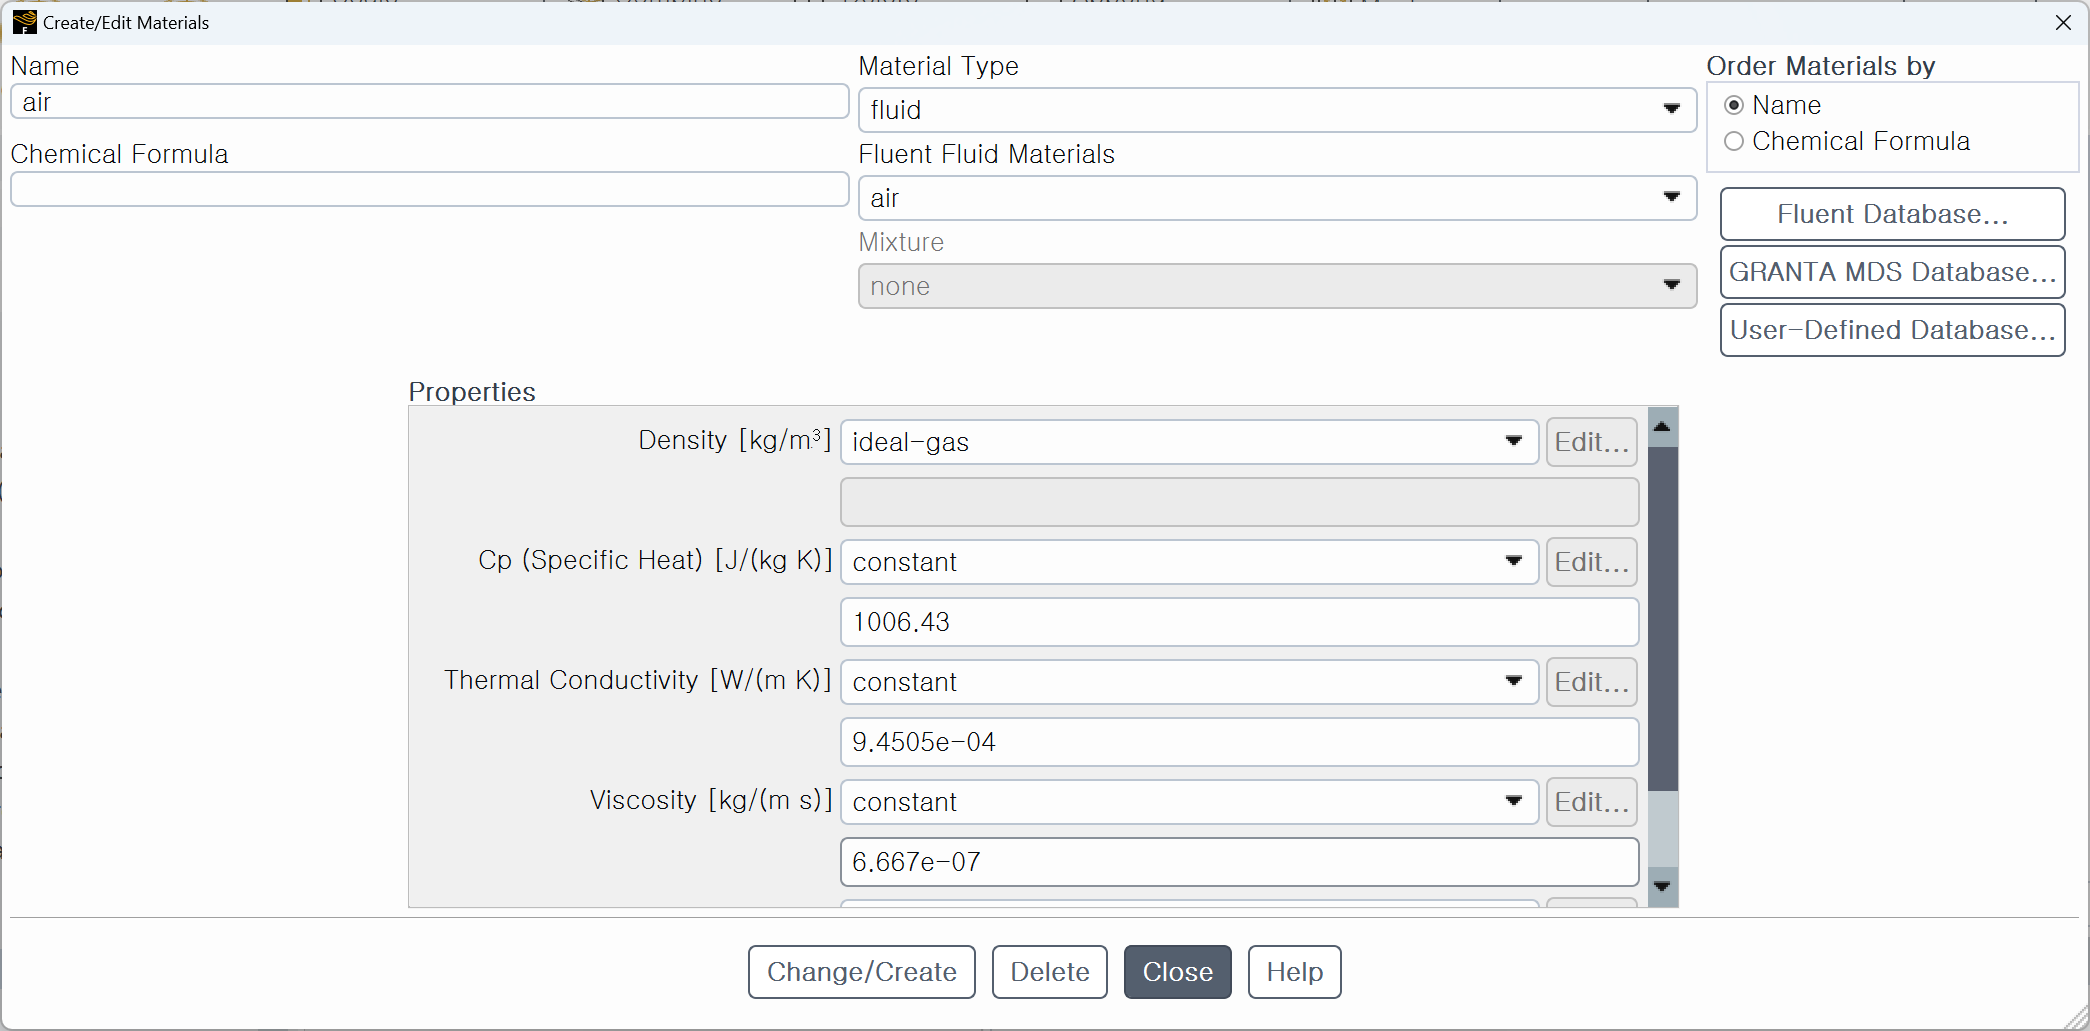 Create/Edit Materials
Name
air
Chemical Formula
Material Type
fluid
Fluent Fluid Materials
air
Mixture
none
Order Materials by
Name
Chemical Formula
Fluent Database...
GRANTA MDS Database...
User-Defined Database...
Properties
Density [kg/m³] ideal-gas Edit...
Cp (Specific Heat) [J/(kg K)] constant Edit...
1006.43
Thermal Conductivity [W/(m K)] constant Edit...
9.4505e-04
Viscosity [kg/(m s)] constant Edit...
6.667e-07
Change/Create Delete Close Help